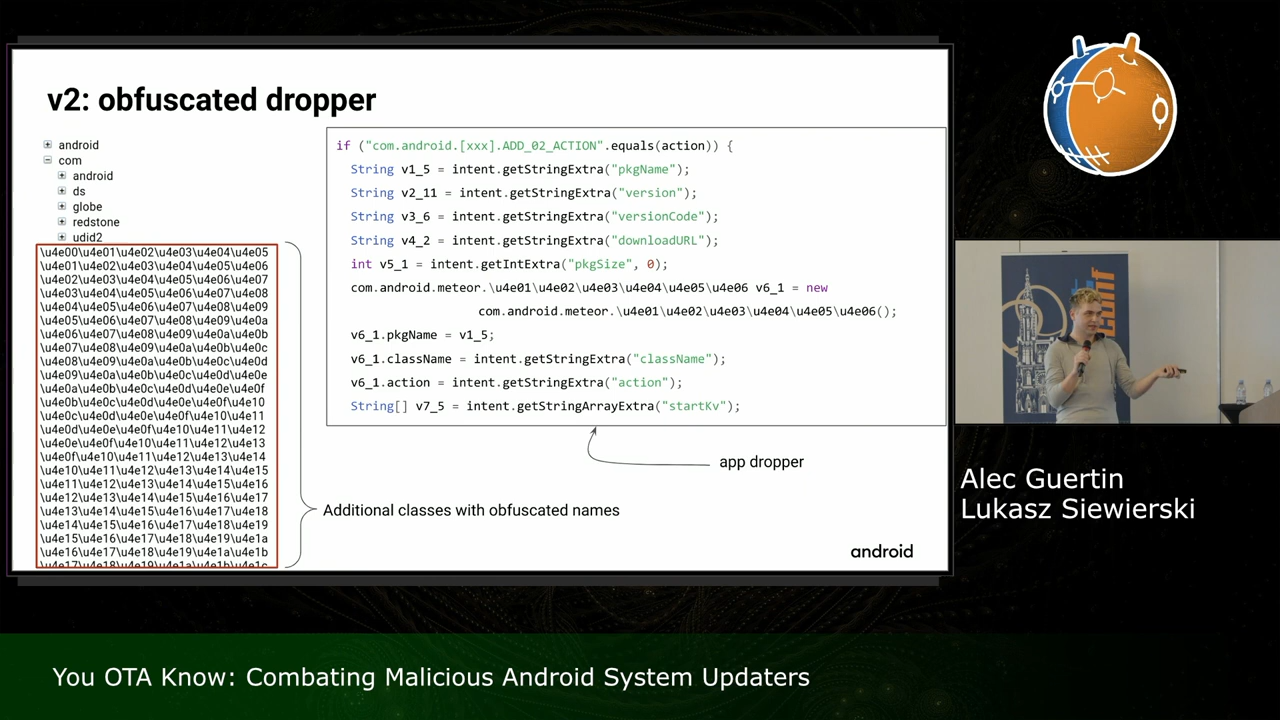 v2: obfuscated dropper
android
com
android
ds
globe
redstone
udid2
\u4e00\u4e01\u4e02\u4e03\u4e04\u4e05
\u4e01\u4e02\u4e03\u4e04\u4e05\u4e06
\u4e02\u4e03\u4e04\u4e05\u4e06\u4e07
\u4e03\u4e04\u4e05\u4e06\u4e07\u4e08
\u4e04\u4e05\u4e06\u4e07\u4e08\u4e09
\u4e05\u4e06\u4e07\u4e08\u4e09\u4e0a
\u4e06\u4e07\u4e08\u4e09\u4e0a\u4e0b
\u4e07\u4e08\u4e09\u4e0a\u4e0b\u4e0c
\u4e08\u4e09\u4e0a\u4e0b\u4e0c\u4e0d
\u4e09\u4e0a\u4e0b\u4e0c\u4e0d\u4e0e
\u4e0a\u4e0b\u4e0c\u4e0d\u4e0e\u4e0f
\u4e0b\u4e0c\u4e0d\u4e0e\u4e0f\u4e10
\u4e0c\u4e0d\u4e0e\u4e0f\u4e10\u4e11
\u4e0d\u4e0e\u4e0f\u4e10\u4e11\u4e12
\u4e0e\u4e0f\u4e10\u4e11\u4e12\u4e13
\u4e0f\u4e10\u4e11\u4e12\u4e13\u4e14
\u4e10\u4e11\u4e12\u4e13\u4e14\u4e15
\u4e11\u4e12\u4e13\u4e14\u4e15\u4e16
\u4e12\u4e13\u4e14\u4e15\u4e16\u4e17
\u4e13\u4e14\u4e15\u4e16\u4e17\u4e18
\u4e14\u4e15\u4e16\u4e17\u4e18\u4e19
\u4e15\u4e16\u4e17\u4e18\u4e19\u4e1a
\u4e16\u4e17\u4e18\u4e19\u4e1a\u4e1b
\u4e17\u4e18\u4e19\u4e1a\u4e1b\u4e1c
if ("com.android.[xxx].ADD_02_ACTION".equals(action)) {
String v1_5 = intent.getStringExtra("pkgName");
String v2_11 = intent.getStringExtra("version");
String v3_6 = intent.getStringExtra("versionCode");
String v4_2 = intent.getStringExtra("downloadURL");
int v5_1 = intent.getIntExtra("pkgSize", 0);
com.android.meteor.\u4e01\u4e02\u4e03\u4e04\u4e05\u4e06 v6_1 = new
com.android.meteor.\u4e01\u4e02\u4e03\u4e04\u4e05\u4e06();
v6_1.pkgName = v1_5;
v6_1.className = intent.getStringExtra("className");
v6_1.action = intent.getStringExtra("action");
String[] v7_5 = intent.getStringArrayExtra("startKv");
app dropper
Additional classes with obfuscated names
android
conf
Alec Guertin
Lukasz Siewierski
You OTA Know: Combating Malicious Android System Updaters